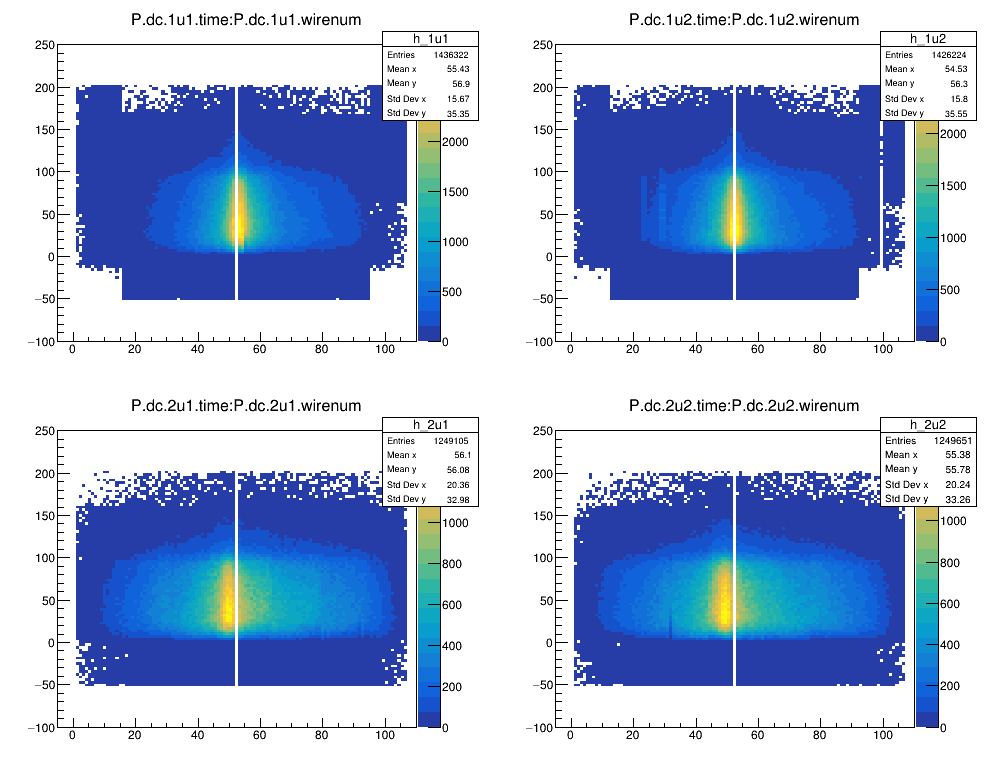 P.dc.1u1.time:P.dc.1u1.wirenum
h_1u1
Entries 1436322
Mean x 55.43
Mean y 56.9
Std Dev x 15.67
Std Dev y 35.35
250
200
150
100
50
0
−50
−100
0 20 40 60 80 100
2000
1500
1000
500
0
P.dc.1u2.time:P.dc.1u2.wirenum
h_1u2
Entries 1426224
Mean x 54.53
Mean y 56.3
Std Dev x 15.8
Std Dev y 35.55
250
200
150
100
50
0
−50
−100
0 20 40 60 80 100
2000
1500
1000
500
0
P.dc.2u1.time:P.dc.2u1.wirenum
h_2u1
Entries 1249105
Mean x 56.1
Mean y 56.08
Std Dev x 20.36
Std Dev y 32.98
250
200
150
100
50
0
−50
−100
0 20 40 60 80 100
1000
800
600
400
200
0
P.dc.2u2.time:P.dc.2u2.wirenum
h_2u2
Entries 1249651
Mean x 55.38
Mean y 55.78
Std Dev x 20.24
Std Dev y 33.26
250
200
150
100
50
0
−50
−100
0 20 40 60 80 100
1000
800
600
400
200
0